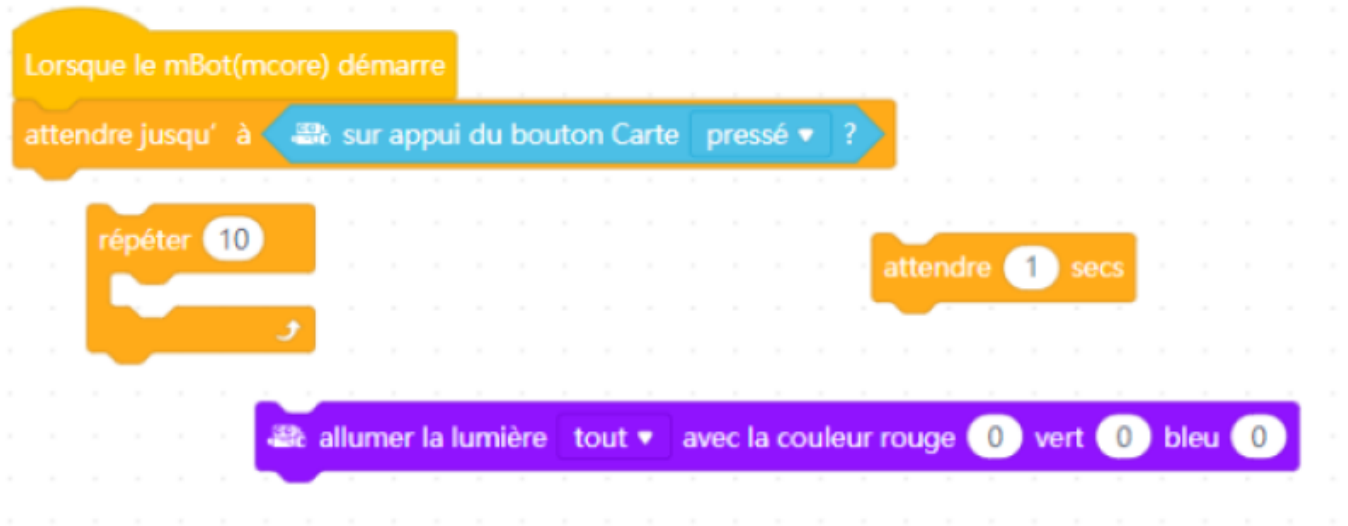 Lorsque le mBot(mcore) démarre
attendre jusqu' à sur appui du bouton Carte pressé ?
répéter 10
attendre 1 secs
allumer la lumière tout avec la couleur rouge 0 vert 0 bleu 0